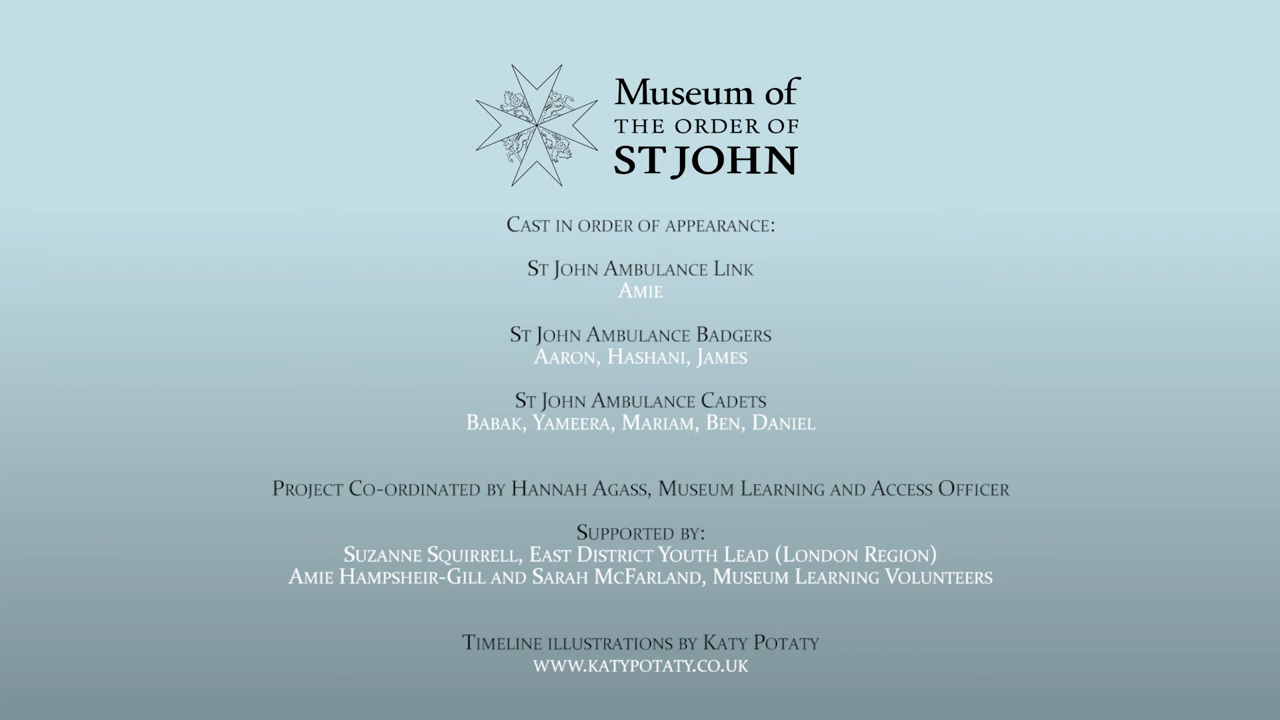 Museum of
THE ORDER OF
ST JOHN
Cast in order of appearance:
St John Ambulance Link
Amie
St John Ambulance Badgers
Aaron, Hashani, James
St John Ambulance Cadets
Babak, Yameera, Mariam, Ben, Daniel
Project Co-ordinated by Hannah Agass, Museum Learning and Access Officer
Supported by:
Suzanne Squirrell, East District Youth Lead (London Region)
Amie Hampsheir-Gill and Sarah McFarland, Museum Learning Volunteers
Timeline illustrations by Katy Potaty
www.katypotaty.co.uk